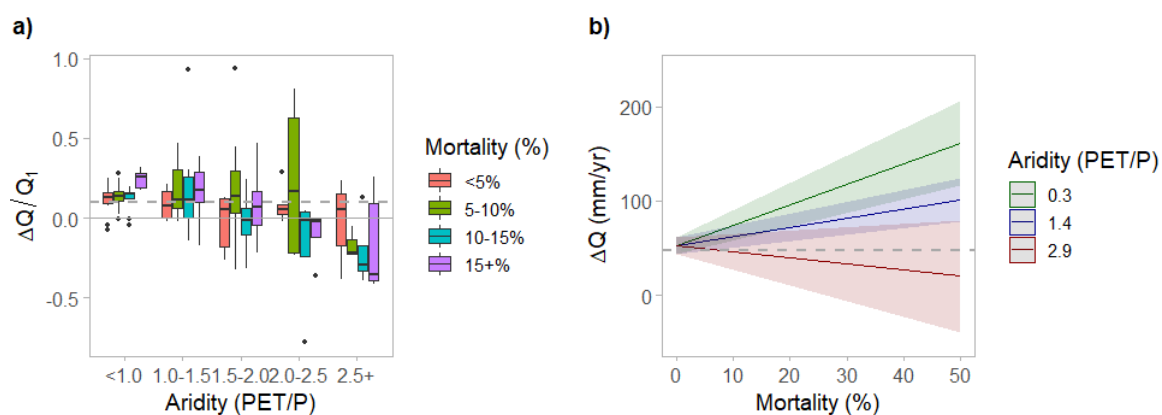 a)
1.0
0.5
0.0
-0.5
ΔQ/Q₁
<1.0 1.0-1.5 1.5-2.0 2.0-2.5 2.5+
Aridity (PET/P)
Mortality (%)
<5%
5-10%
10-15%
15+%
b)
200
100
0
ΔQ (mm/yr)
0 10 20 30 40 50
Mortality (%)
Aridity (PET/P)
0.3
1.4
2.9